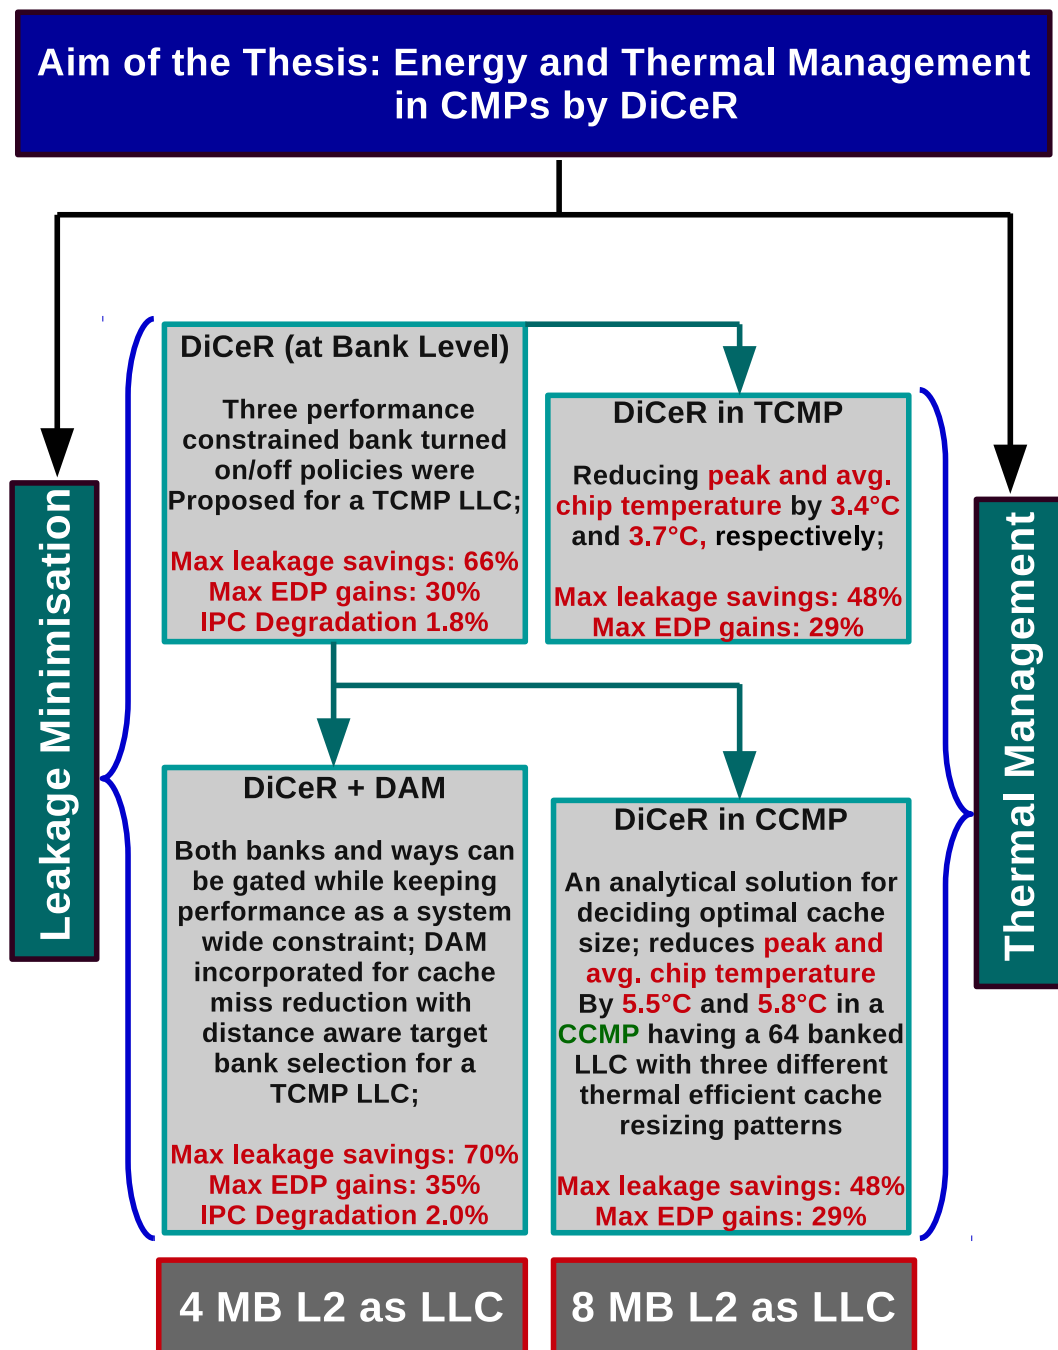 Aim of the Thesis: Energy and Thermal Management
in CMPs by DiCeR
Leakage Minimisation
DiCeR (at Bank Level)
Three performance
constrained bank turned
on/off policies were
Proposed for a TCMP LLC;
Max leakage savings: 66%
Max EDP gains: 30%
IPC Degradation 1.8%
DiCeR in TCMP
Reducing peak and avg.
chip temperature by 3.4°C
and 3.7°C, respectively;
Max leakage savings: 48%
Max EDP gains: 29%
Thermal Management
DiCeR + DAM
Both banks and ways can
be gated while keeping
performance as a system
wide constraint; DAM
incorporated for cache
miss reduction with
distance aware target
bank selection for a
TCMP LLC;
Max leakage savings: 70%
Max EDP gains: 35%
IPC Degradation 2.0%
DiCeR in CCMP
An analytical solution for
deciding optimal cache
size; reduces peak and
avg. chip temperature
By 5.5°C and 5.8°C in a
CCMP having a 64 banked
LLC with three different
thermal efficient cache
resizing patterns
Max leakage savings: 48%
Max EDP gains: 29%
4 MB L2 as LLC
8 MB L2 as LLC